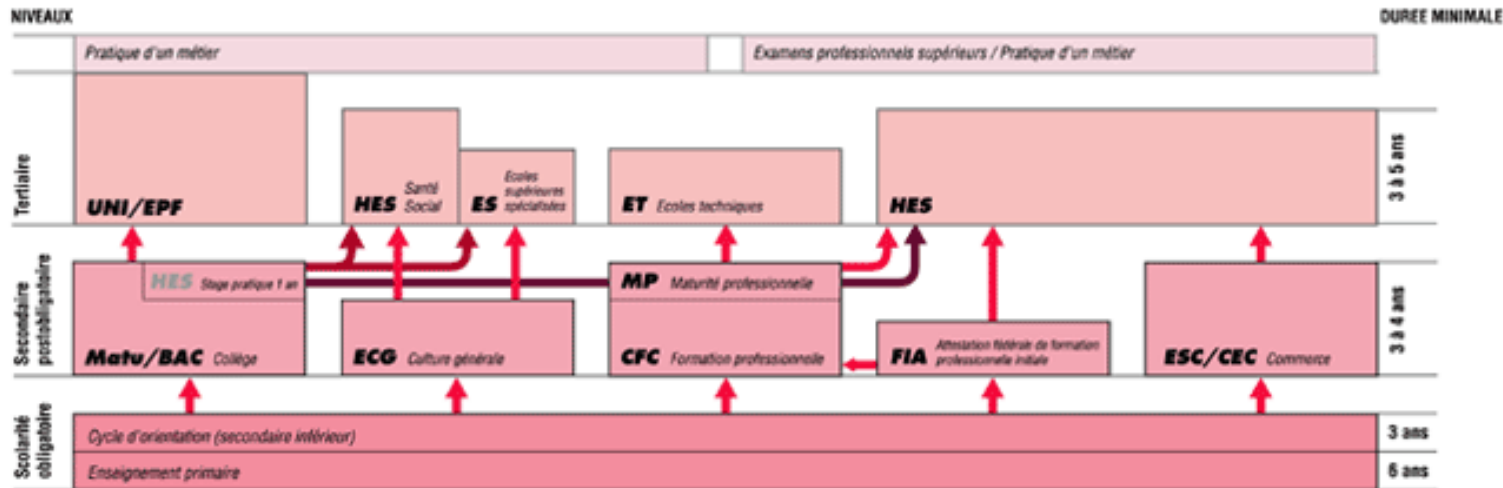 NIVEAUX
DUREE MINIMALE
Pratique d'un métier
Examens professionnels supérieurs / Pratique d'un métier
Tertiaire
UNI/EPF
HES Santé
Social
ES Ecoles
supérieures
spécialisées
ET Ecoles techniques
HES
3 à 5 ans
Secondaire
postobligatoire
HES Stage pratique 1 an
Matu/BAC Collège
ECG Culture générale
MP Maturité professionnelle
CFC Formation professionnelle
FIA Attestation fédérale de formation
professionnelle initiale
ESC/CEC Commerce
3 à 4 ans
Scolarité
obligatoire
Cycle d'orientation (secondaire inférieur)
3 ans
Enseignement primaire
6 ans